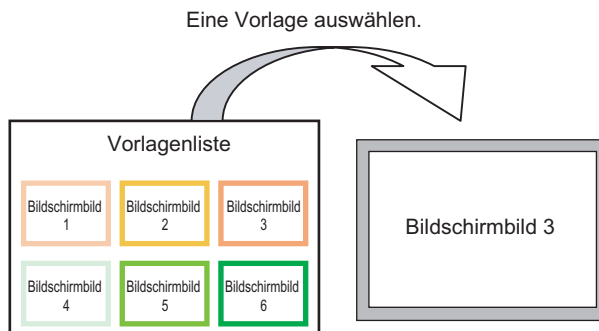 Eine Vorlage auswählen.
Vorlagenliste
Bildschirmbild
1
Bildschirmbild
2
Bildschirmbild
3
Bildschirmbild
4
Bildschirmbild
5
Bildschirmbild
6
Bildschirmbild 3